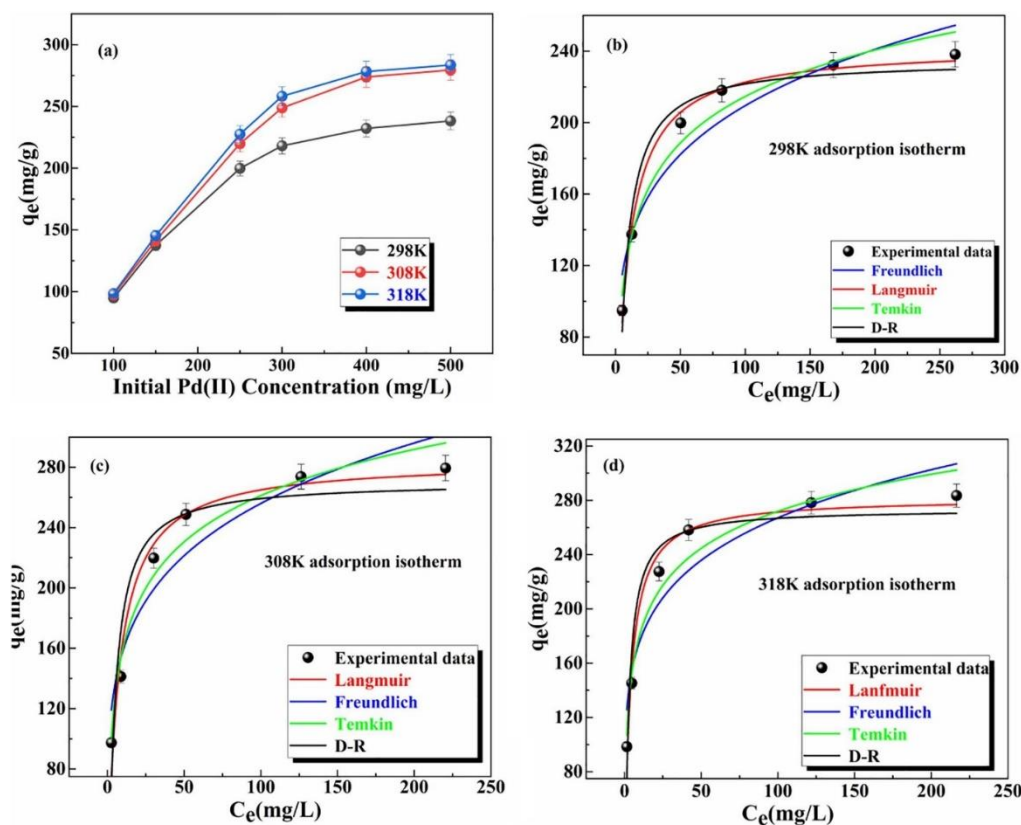 (a)
300
250
200
150
100
50
qe(mg/g)
298K
308K
318K
100 200 300 400 500
Initial Pd(II) Concentration (mg/L)
(b)
240
200
160
120
80
qe(mg/g)
298K adsorption isotherm
Experimental data
Freundlich
Langmuir
Temkin
D-R
0 50 100 150 200 250 300
Ce(mg/L)
(c)
280
240
200
160
120
80
qe(mg/g)
308K adsorption isotherm
Experimental data
Langmuir
Freundlich
Temkin
D-R
0 50 100 150 200 250
Ce(mg/L)
(d)
320
280
240
200
160
120
80
qe(mg/g)
318K adsorption isotherm
Experimental data
Lanfmuir
Freundlich
Temkin
D-R
0 50 100 150 200 250
Ce(mg/L)